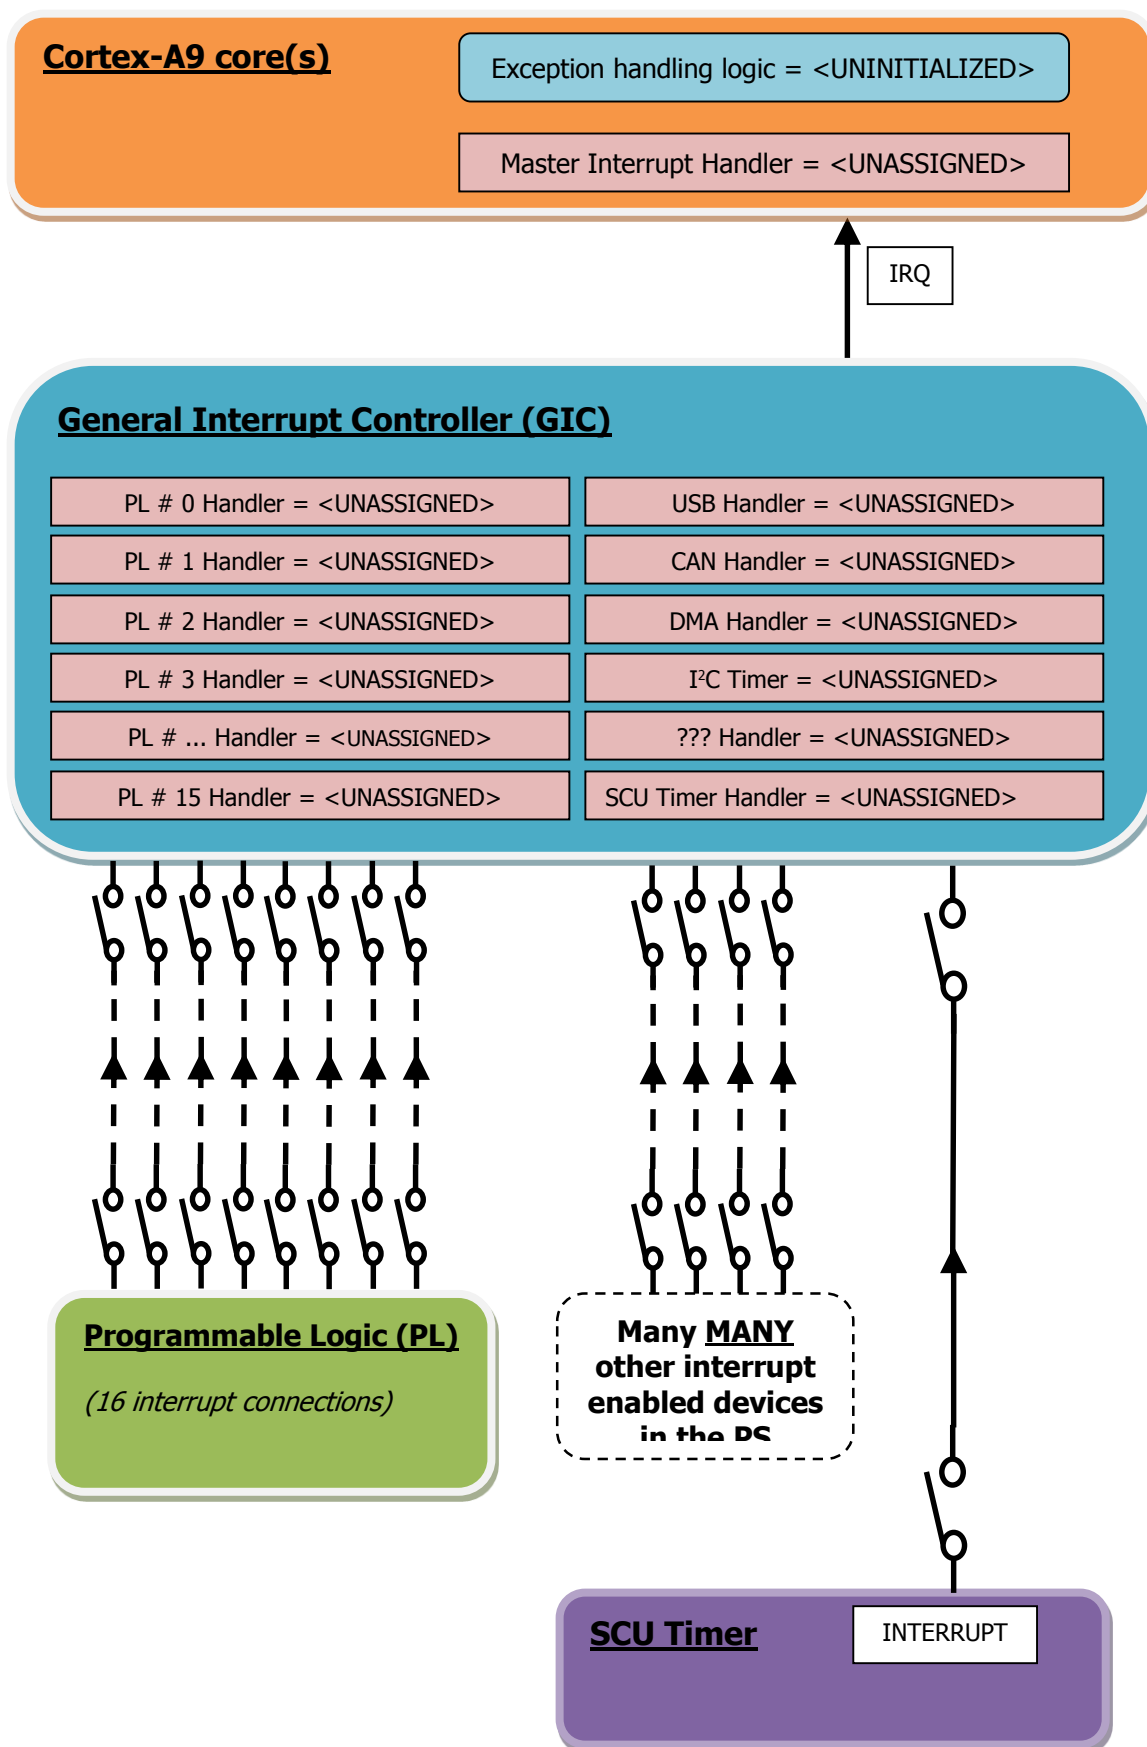 Cortex-A9 core(s)
Exception handling logic = <UNINITIALIZED>
Master Interrupt Handler = <UNASSIGNED>
IRQ
General Interrupt Controller (GIC)
PL # 0 Handler = <UNASSIGNED>
USB Handler = <UNASSIGNED>
PL # 1 Handler = <UNASSIGNED>
CAN Handler = <UNASSIGNED>
PL # 2 Handler = <UNASSIGNED>
DMA Handler = <UNASSIGNED>
PL # 3 Handler = <UNASSIGNED>
I²C Timer = <UNASSIGNED>
PL # ... Handler = <UNASSIGNED>
??? Handler = <UNASSIGNED>
PL # 15 Handler = <UNASSIGNED>
SCU Timer Handler = <UNASSIGNED>
Programmable Logic (PL)
(16 interrupt connections)
Many MANY
other interrupt
enabled devices
in the PS
SCU Timer
INTERRUPT